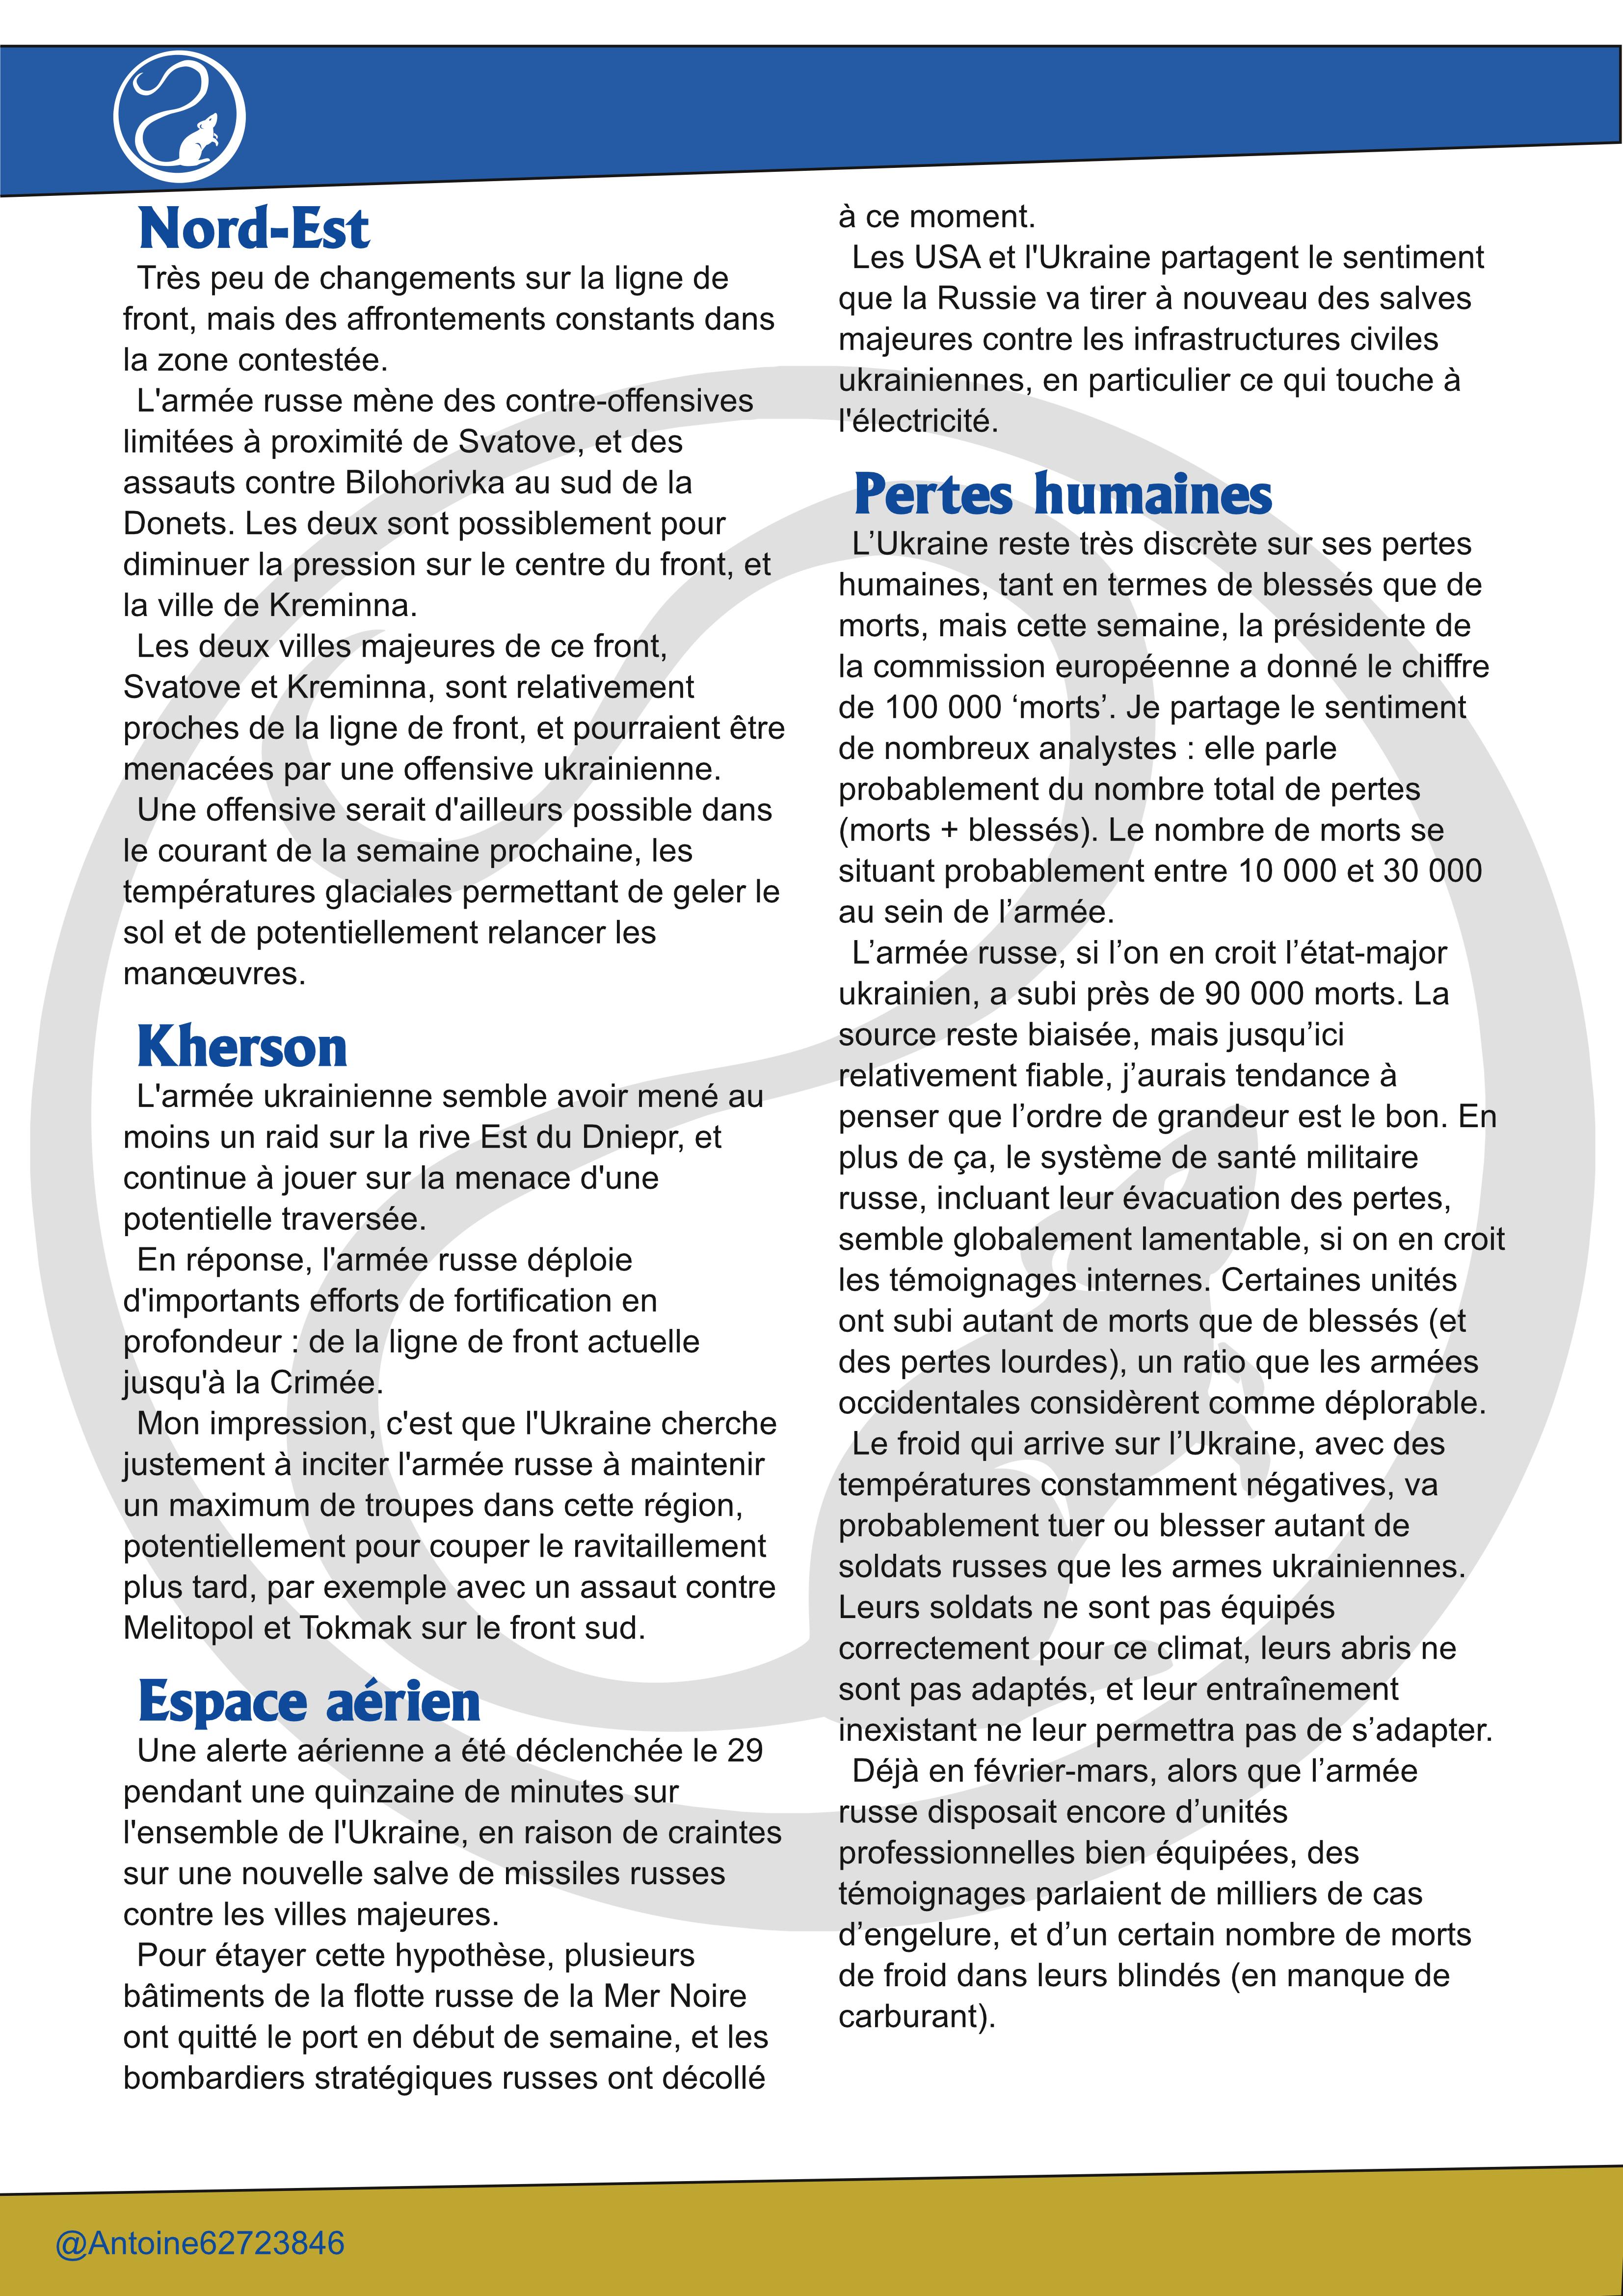 Nord-Est
Très peu de changements sur la ligne de
front, mais des affrontements constants dans
la zone contestée.
L'armée russe mène des contre-offensives
limitées à proximité de Svatove, et des
assauts contre Bilohorivka au sud de la
Donets. Les deux sont possiblement pour
diminuer la pression sur le centre du front, et
la ville de Kreminna.
Les deux villes majeures de ce front,
Svatove et Kreminna, sont relativement
proches de la ligne de front, et pourraient être
menacées par une offensive ukrainienne.
Une offensive serait d'ailleurs possible dans
le courant de la semaine prochaine, les
températures glaciales permettant de geler le
sol et de potentiellement relancer les
manœuvres.
Kherson
L'armée ukrainienne semble avoir mené au
moins un raid sur la rive Est du Dniepr, et
continue à jouer sur la menace d'une
potentielle traversée.
En réponse, l'armée russe déploie
d'importants efforts de fortification en
profondeur : de la ligne de front actuelle
jusqu'à la Crimée.
Mon impression, c'est que l'Ukraine cherche
justement à inciter l'armée russe à maintenir
un maximum de troupes dans cette région,
potentiellement pour couper le ravitaillement
plus tard, par exemple avec un assaut contre
Melitopol et Tokmak sur le front sud.
Espace aérien
Une alerte aérienne a été déclenchée le 29
pendant une quinzaine de minutes sur
l'ensemble de l'Ukraine, en raison de craintes
sur une nouvelle salve de missiles russes
contre les villes majeures.
Pour étayer cette hypothèse, plusieurs
bâtiments de la flotte russe de la Mer Noire
ont quitté le port en début de semaine, et les
bombardiers stratégiques russes ont décollé
à ce moment.
Les USA et l'Ukraine partagent le sentiment
que la Russie va tirer à nouveau des salves
majeures contre les infrastructures civiles
ukrainiennes, en particulier ce qui touche à
l'électricité.
Pertes humaines
L’Ukraine reste très discrète sur ses pertes
humaines, tant en termes de blessés que de
morts, mais cette semaine, la présidente de
la commission européenne a donné le chiffre
de 100 000 ‘morts’. Je partage le sentiment
de nombreux analystes : elle parle
probablement du nombre total de pertes
(morts + blessés). Le nombre de morts se
situant probablement entre 10 000 et 30 000
au sein de l’armée.
L’armée russe, si l’on en croit l’état-major
ukrainien, a subi près de 90 000 morts. La
source reste biaisée, mais jusqu’ici
relativement fiable, j’aurais tendance à
penser que l’ordre de grandeur est le bon. En
plus de ça, le système de santé militaire
russe, incluant leur évacuation des pertes,
semble globalement lamentable, si on en croit
les témoignages internes. Certaines unités
ont subi autant de morts que de blessés (et
des pertes lourdes), un ratio que les armées
occidentales considèrent comme déplorable.
Le froid qui arrive sur l’Ukraine, avec des
températures constamment négatives, va
probablement tuer ou blesser autant de
soldats russes que les armes ukrainiennes.
Leurs soldats ne sont pas équipés
correctement pour ce climat, leurs abris ne
sont pas adaptés, et leur entraînement
inexistant ne leur permettra pas de s’adapter.
Déjà en février-mars, alors que l’armée
russe disposait encore d’unités
professionnelles bien équipées, des
témoignages parlaient de milliers de cas
d’engelure, et d’un certain nombre de morts
de froid dans leurs blindés (en manque de
carburant).
@Antoine62723846